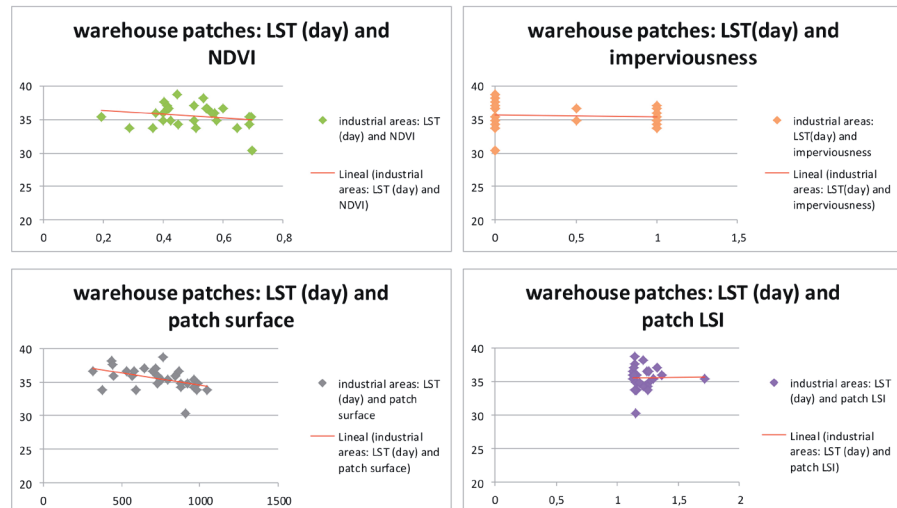 warehouse patches: LST (day) and
NDVI
40
35
30
25
20
0
0,2
0,4
0,6
0,8
industrial areas: LST
(day) and NDVI
Lineal (industrial
areas: LST (day) and
NDVI)
warehouse patches: LST(day) and
imperviousness
40
35
30
25
20
0
0,5
1
1,5
industrial areas:
LST(day) and
imperviousness
Lineal (industrial
areas: LST(day) and
imperviousness)
warehouse patches: LST (day) and
patch surface
40
35
30
25
20
0
500
1000
1500
industrial areas: LST
(day) and patch
surface
Lineal (industrial
areas: LST (day) and
patch surface)
warehouse patches: LST (day) and
patch LSI
40
35
30
25
20
0
0,5
1
1,5
2
industrial areas: LST
(day) and patch LSI
Lineal (industrial
areas: LST (day) and
patch LSI)